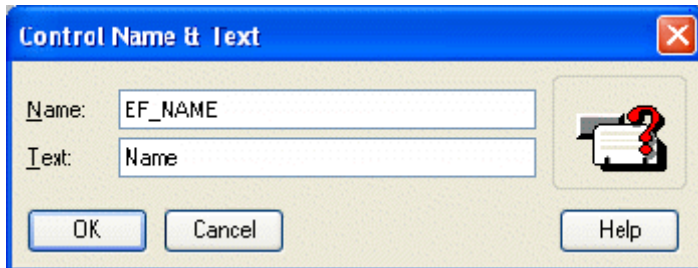 Control Name & Text
Name: EF_NAME
Text: Name
OK Cancel Help